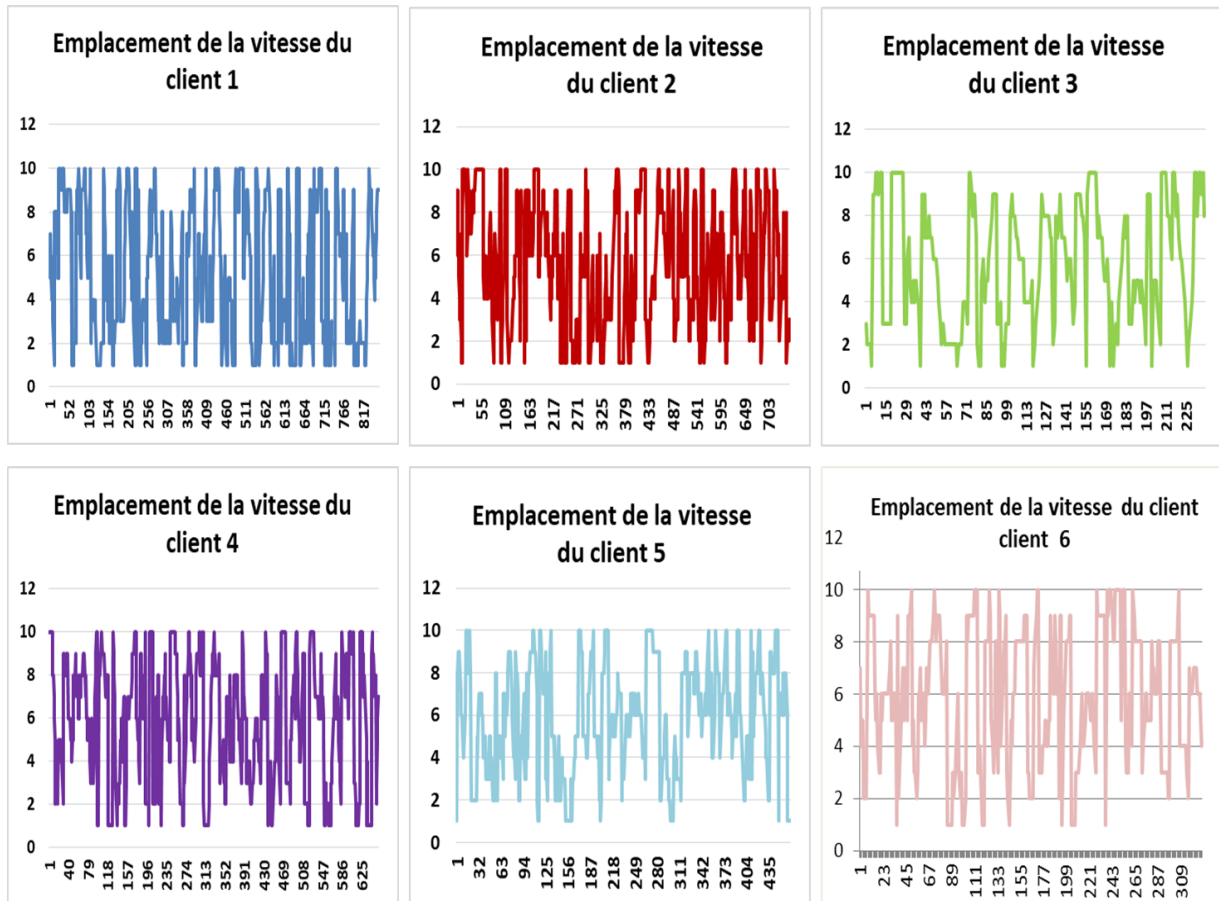 Emplacement de la vitesse du
client 1
12
10
8
6
4
2
0
1 52 103 154 205 256 307 358 409 460 511 562 613 664 715 766 817
Emplacement de la vitesse
du client 2
12
10
8
6
4
2
0
1 55 109 163 217 271 325 379 433 487 541 595 649 703
Emplacement de la vitesse
du client 3
12
10
8
6
4
2
0
1 15 29 43 57 71 85 99 113 127 141 155 169 183 197 211 225
Emplacement de la vitesse du
client 4
12
10
8
6
4
2
0
1 40 79 118 157 196 235 274 313 352 391 430 469 508 547 586 625
Emplacement de la vitesse
du client 5
12
10
8
6
4
2
0
1 32 63 94 125 156 187 218 249 280 311 342 373 404 435
Emplacement de la vitesse du client
client 6
12
10
8
6
4
2
0
1 23 45 67 89 111 133 155 177 199 221 243 265 287 309